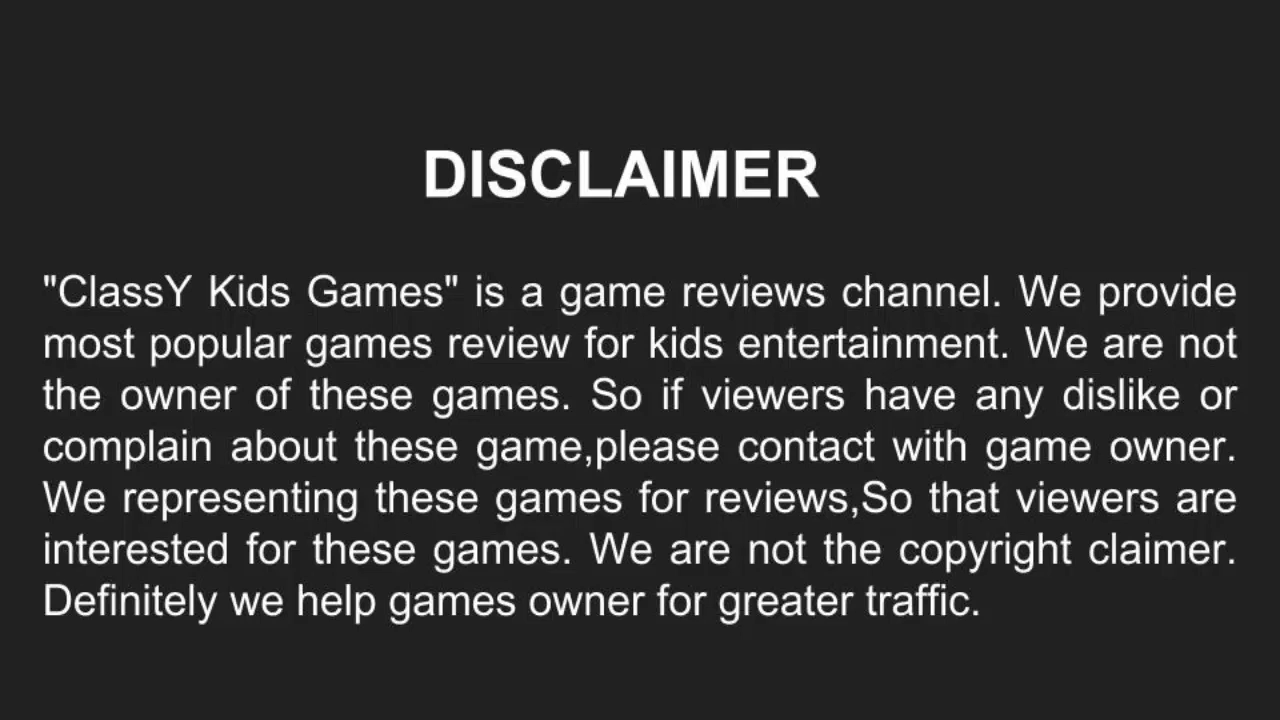 DISCLAIMER
"ClassY Kids Games" is a game reviews channel. We provide
most popular games review for kids entertainment. We are not
the owner of these games. So if viewers have any dislike or
complain about these game,please contact with game owner.
We representing these games for reviews,So that viewers are
interested for these games. We are not the copyright claimer.
Definitely we help games owner for greater traffic.